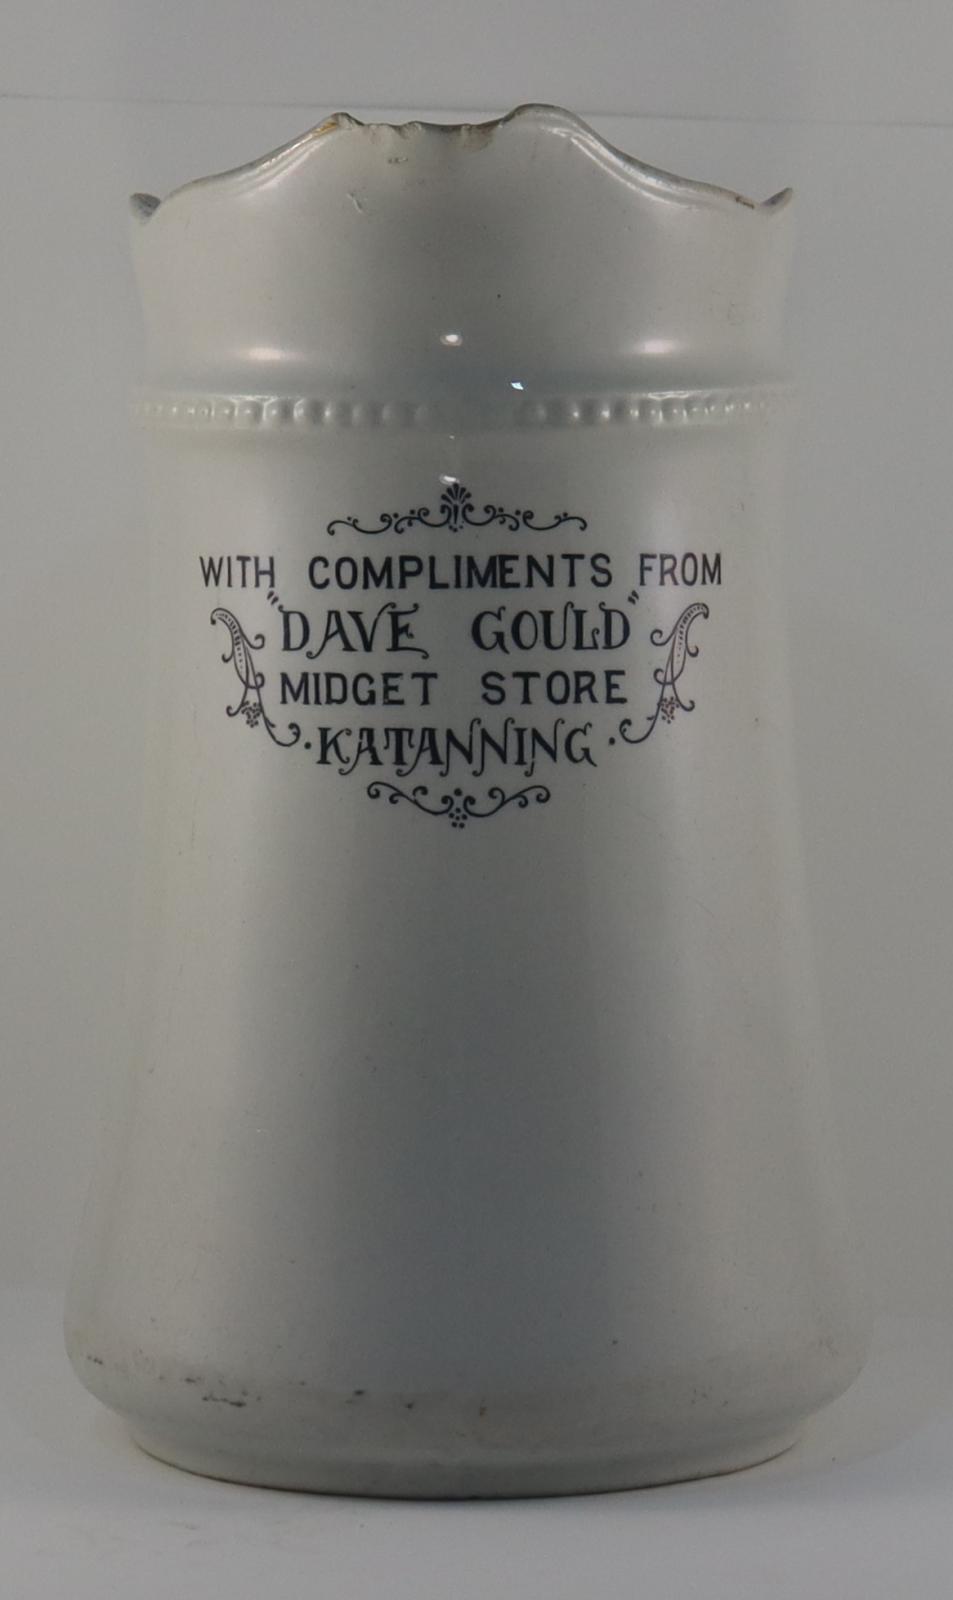 WITH COMPLIMENTS FROM
"DAVE GOULD"
MIDGET STORE
·KATANNING·